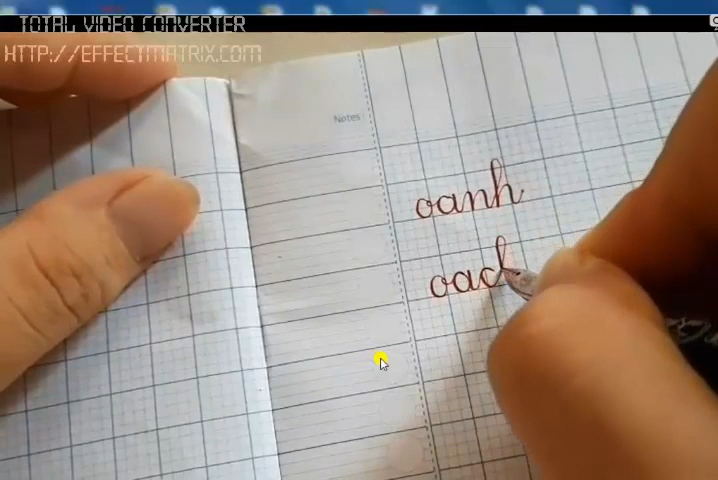 TOTAL VIDEO CONVERTER
HTTP://EFFECTMATRIX.COM
Notes
oanh
oach